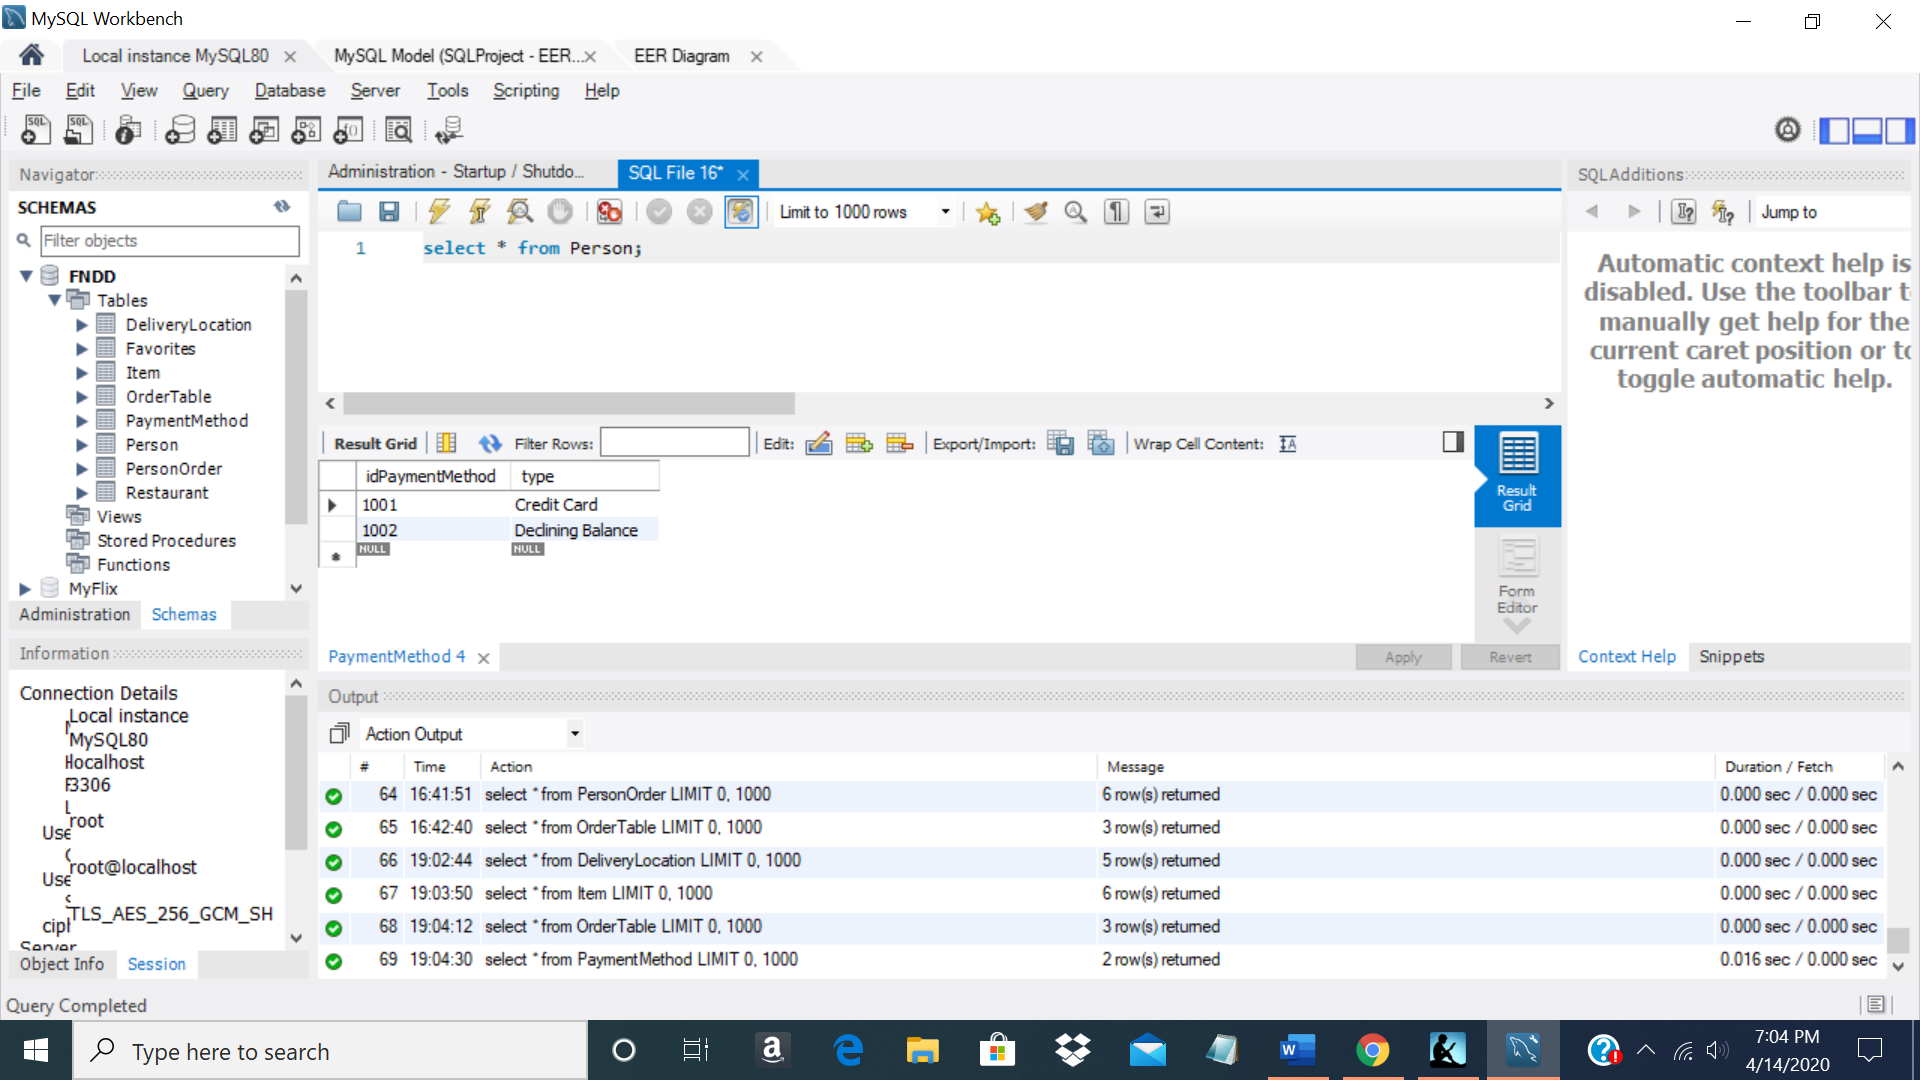 MySQL Workbench
Local instance MySQL80
MySQL Model (SQLProject - EER...
EER Diagram
File Edit View Query Database Server Tools Scripting Help
Navigator
SCHEMAS
Filter objects
FNDD
Tables
DeliveryLocation
Favorites
Item
OrderTable
PaymentMethod
Person
PersonOrder
Restaurant
Views
Stored Procedures
Functions
MyFlix
Administration Schemas
Information
Connection Details
Local instance
MySQL80
localhost
3306
root
Use
root@localhost
Use
TLS_AES_256_GCM_SH
ciph
Server
Object Info Session
Query Completed
Administration - Startup / Shutdo...
SQL File 16*
Limit to 1000 rows
1 select * from Person;
Result Grid Filter Rows: Edit: Export/Import: Wrap Cell Content:
idPaymentMethod type
1001 Credit Card
1002 Declining Balance
NULL NULL
Result
Grid
Form
Editor
PaymentMethod 4
Apply Revert
Output
Action Output
# Time Action Message Duration / Fetch
64 16:41:51 select * from PersonOrder LIMIT 0, 1000 6 row(s) returned 0.000 sec / 0.000 sec
65 16:42:40 select * from OrderTable LIMIT 0, 1000 3 row(s) returned 0.000 sec / 0.000 sec
66 19:02:44 select * from DeliveryLocation LIMIT 0, 1000 5 row(s) returned 0.000 sec / 0.000 sec
67 19:03:50 select * from Item LIMIT 0, 1000 6 row(s) returned 0.000 sec / 0.000 sec
68 19:04:12 select * from OrderTable LIMIT 0, 1000 3 row(s) returned 0.000 sec / 0.000 sec
69 19:04:30 select * from PaymentMethod LIMIT 0, 1000 2 row(s) returned 0.016 sec / 0.000 sec
SQLAdditions
Jump to
Automatic context help is
disabled. Use the toolbar t
manually get help for the
current caret position or to
toggle automatic help.
Context Help Snippets
Type here to search
7:04 PM
4/14/2020